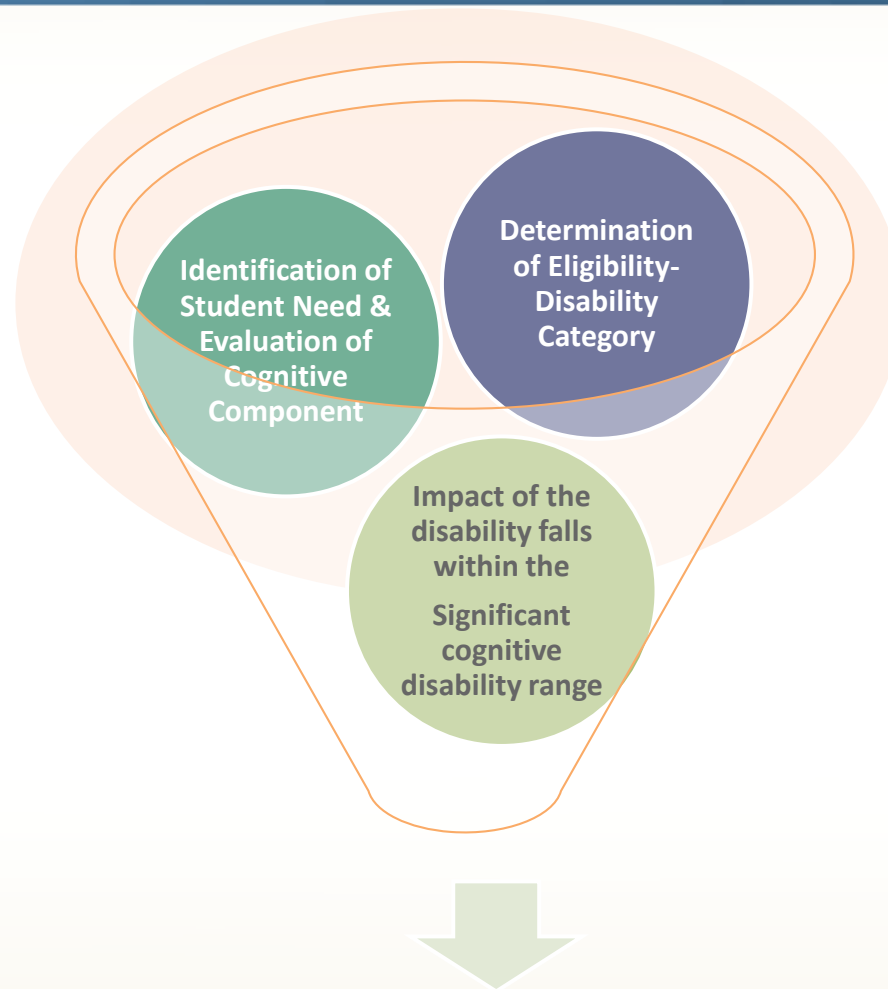 Identification of
Student Need &
Evaluation of
Cognitive
Component
Determination
of Eligibility-
Disability
Category
Impact of the
disability falls
within the
Significant
cognitive
disability range